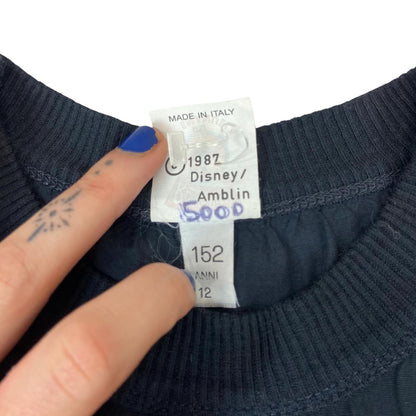 MADE IN ITALY
© 1987
Disney/
Amblin
5000
152
ANNI
12